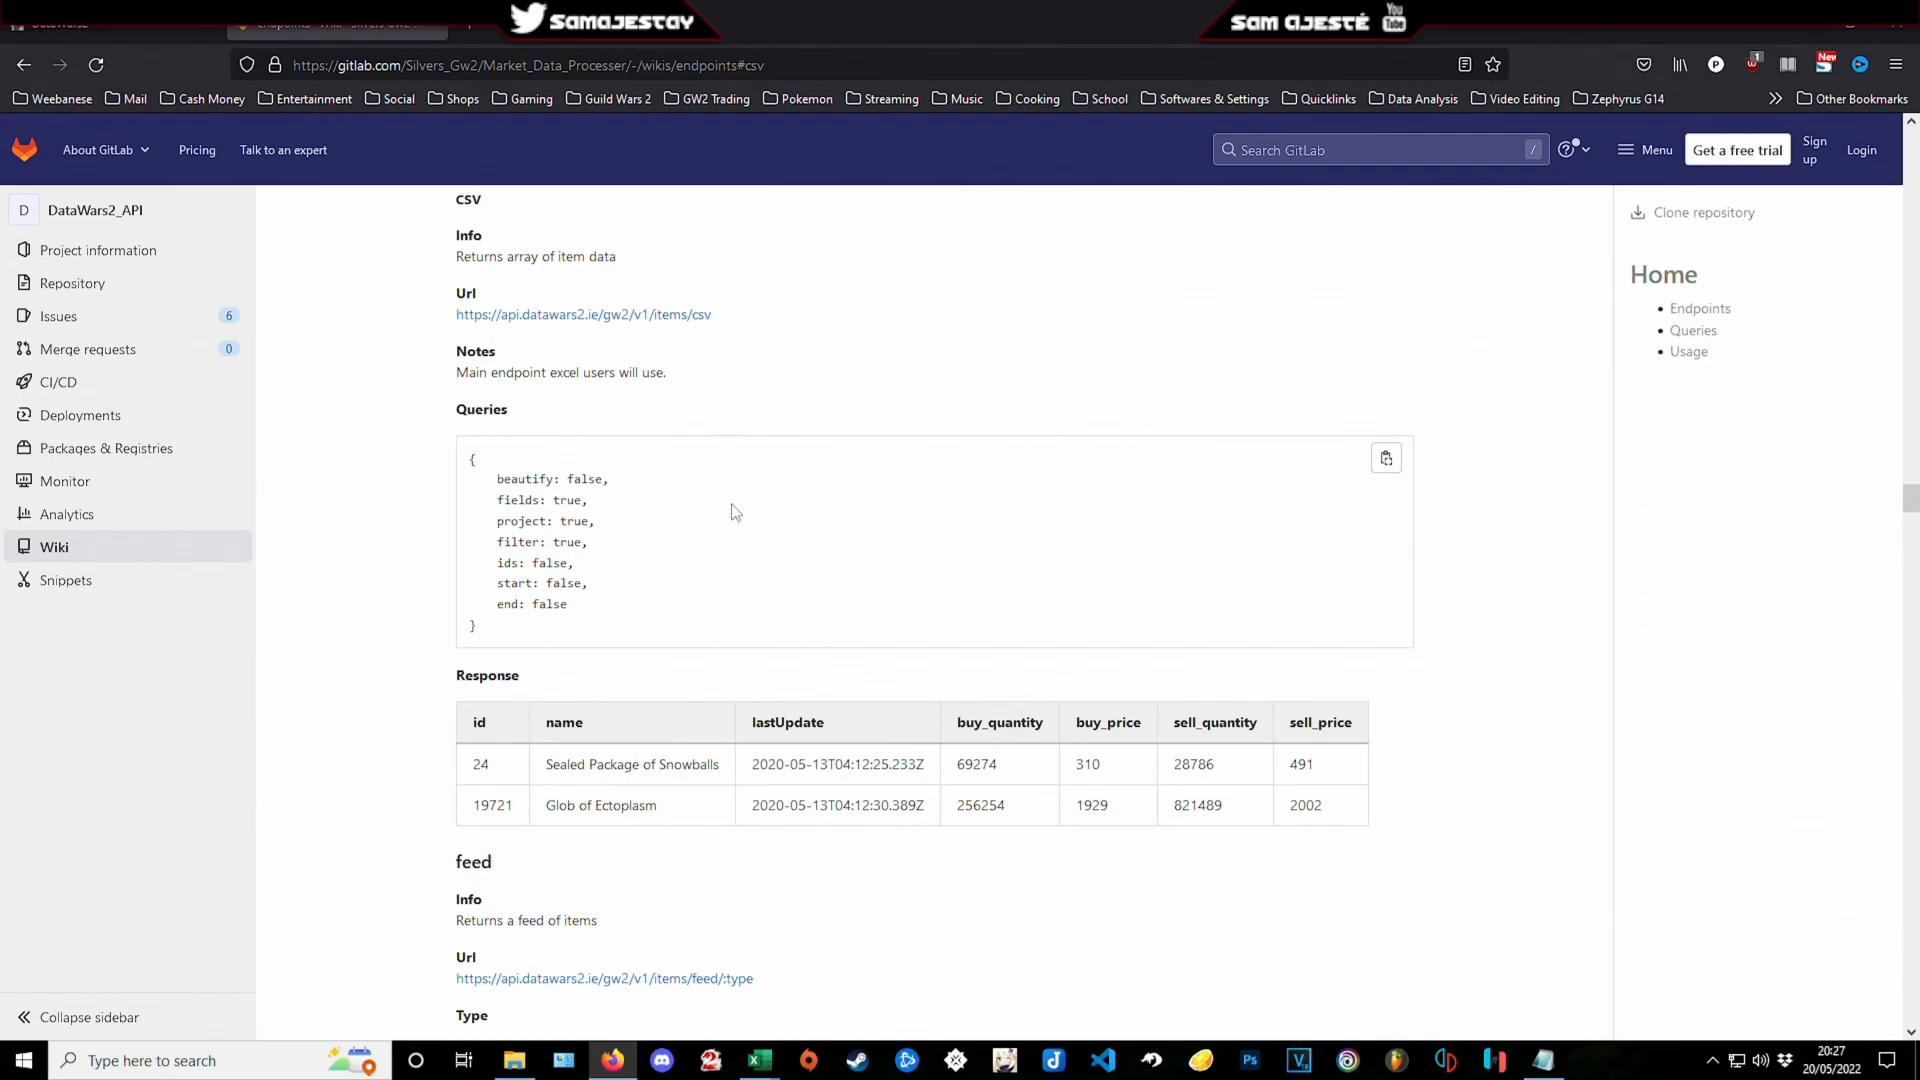 SAMAJESTAY
SAM AJESTÉ
You
Tube
https://gitlab.com/Silvers_Gw2/Market_Data_Processer/-/wikis/endpoints#csv
1
New
Weebanese
Mail
Cash Money
Entertainment
Social
Shops
Gaming
Guild Wars 2
GW2 Trading
Pokemon
Streaming
Music
Cooking
School
Softwares & Settings
Quicklinks
Data Analysis
Video Editing
Zephyrus G14
Other Bookmarks
About GitLab
Pricing
Talk to an expert
Search GitLab
/
Menu
Get a free trial
Sign
up
Login
D
DataWars2_API
Project information
Repository
Issues 6
Merge requests 0
CI/CD
Deployments
Packages & Registries
Monitor
Analytics
Wiki
Snippets
Collapse sidebar
CSV
Info
Returns array of item data
Url
https://api.datawars2.ie/gw2/v1/items/csv
Notes
Main endpoint excel users will use.
Queries
{
beautify: false,
fields: true,
project: true,
filter: true,
ids: false,
start: false,
end: false
}
Response
id name lastUpdate buy_quantity buy_price sell_quantity sell_price
24 Sealed Package of Snowballs 2020-05-13T04:12:25.233Z 69274 310 28786 491
19721 Glob of Ectoplasm 2020-05-13T04:12:30.389Z 256254 1929 821489 2002
feed
Info
Returns a feed of items
Url
https://api.datawars2.ie/gw2/v1/items/feed/:type
Type
Clone repository
Home
Endpoints
Queries
Usage
Type here to search
20:27
20/05/2022